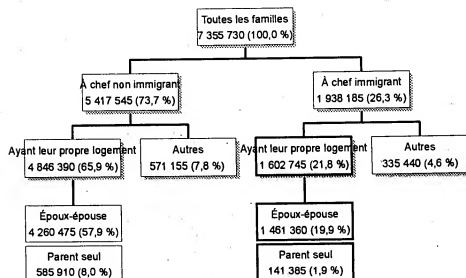 Toutes les familles
7 355 730 (100,0 %)
À chef non immigrant
5 417 545 (73,7 %)
À chef immigrant
1 938 185 (26,3 %)
Ayant leur propre logement
4 846 390 (65,9 %)
Autres
571 155 (7,8 %)
Ayant leur propre logement
1 602 745 (21,8 %)
Autres
335 440 (4,6 %)
Époux-épouse
4 260 475 (57,9 %)
Époux-épouse
1 461 360 (19,9 %)
Parent seul
585 910 (8,0 %)
Parent seul
141 385 (1,9 %)